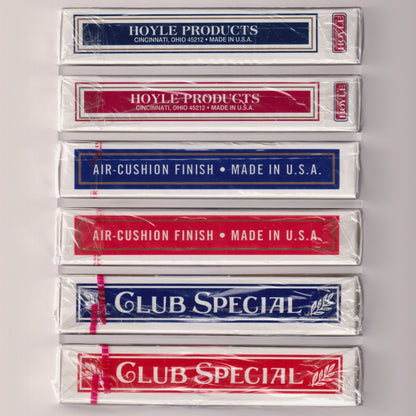 HOYLE PRODUCTS
CINCINNATI, OHIO 45212 • MADE IN U.S.A.
HOYLE
HOYLE PRODUCTS
CINCINNATI, OHIO 45212 • MADE IN U.S.A.
HOYLE
AIR-CUSHION FINISH • MADE IN U.S.A.
AIR-CUSHION FINISH • MADE IN U.S.A.
CLUB SPECIAL
CLUB SPECIAL